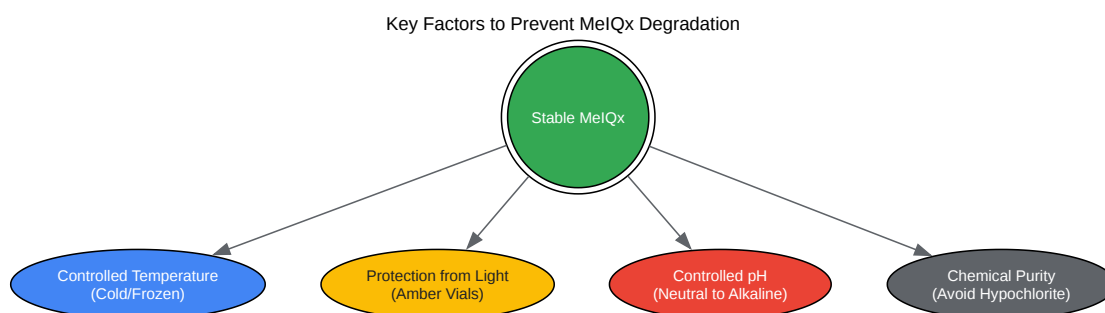 Key Factors to Prevent MeIQx Degradation
Stable MeIQx
Controlled Temperature
(Cold/Frozen)
Protection from Light
(Amber Vials)
Controlled pH
(Neutral to Alkaline)
Chemical Purity
(Avoid Hypochlorite)